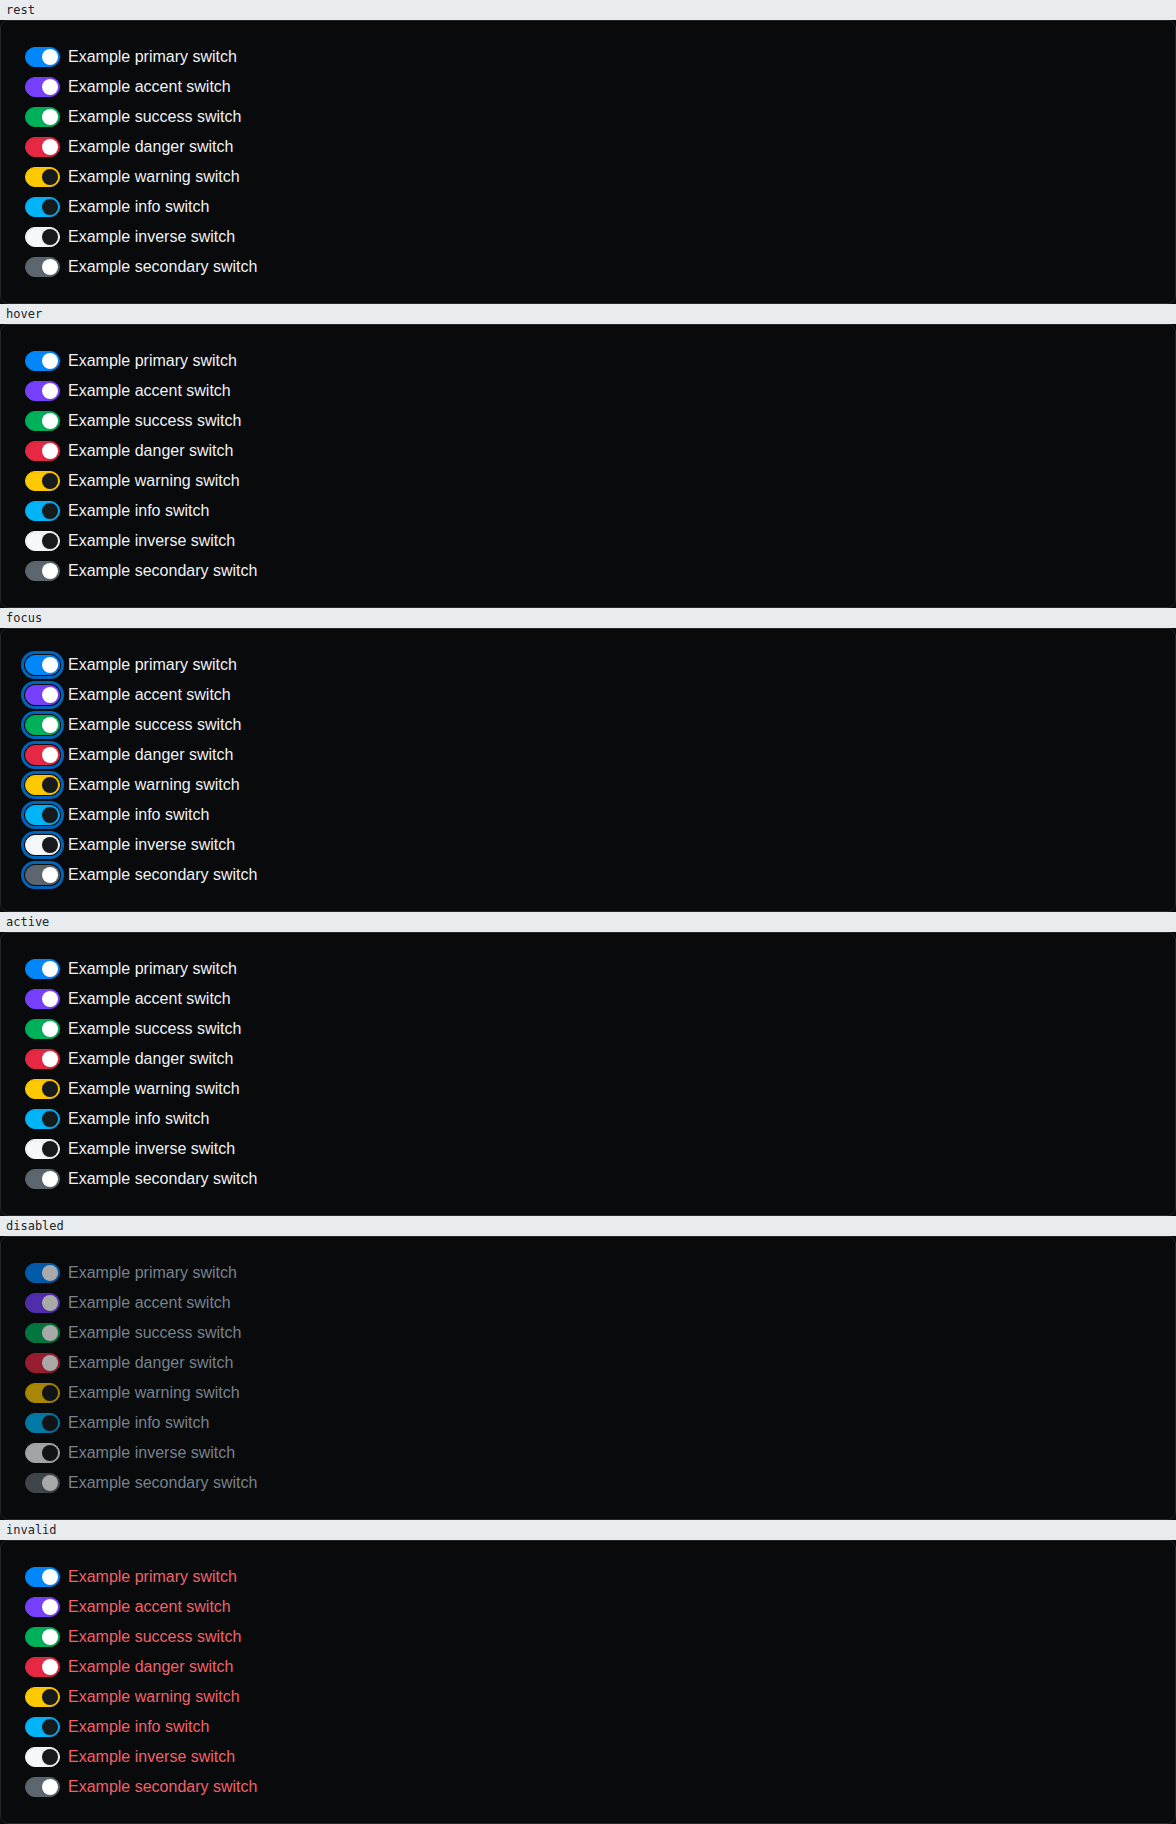 rest
Example primary switch
Example accent switch
Example success switch
Example danger switch
Example warning switch
Example info switch
Example inverse switch
Example secondary switch
hover
Example primary switch
Example accent switch
Example success switch
Example danger switch
Example warning switch
Example info switch
Example inverse switch
Example secondary switch
focus
Example primary switch
Example accent switch
Example success switch
Example danger switch
Example warning switch
Example info switch
Example inverse switch
Example secondary switch
active
Example primary switch
Example accent switch
Example success switch
Example danger switch
Example warning switch
Example info switch
Example inverse switch
Example secondary switch
disabled
Example primary switch
Example accent switch
Example success switch
Example danger switch
Example warning switch
Example info switch
Example inverse switch
Example secondary switch
invalid
Example primary switch
Example accent switch
Example success switch
Example danger switch
Example warning switch
Example info switch
Example inverse switch
Example secondary switch